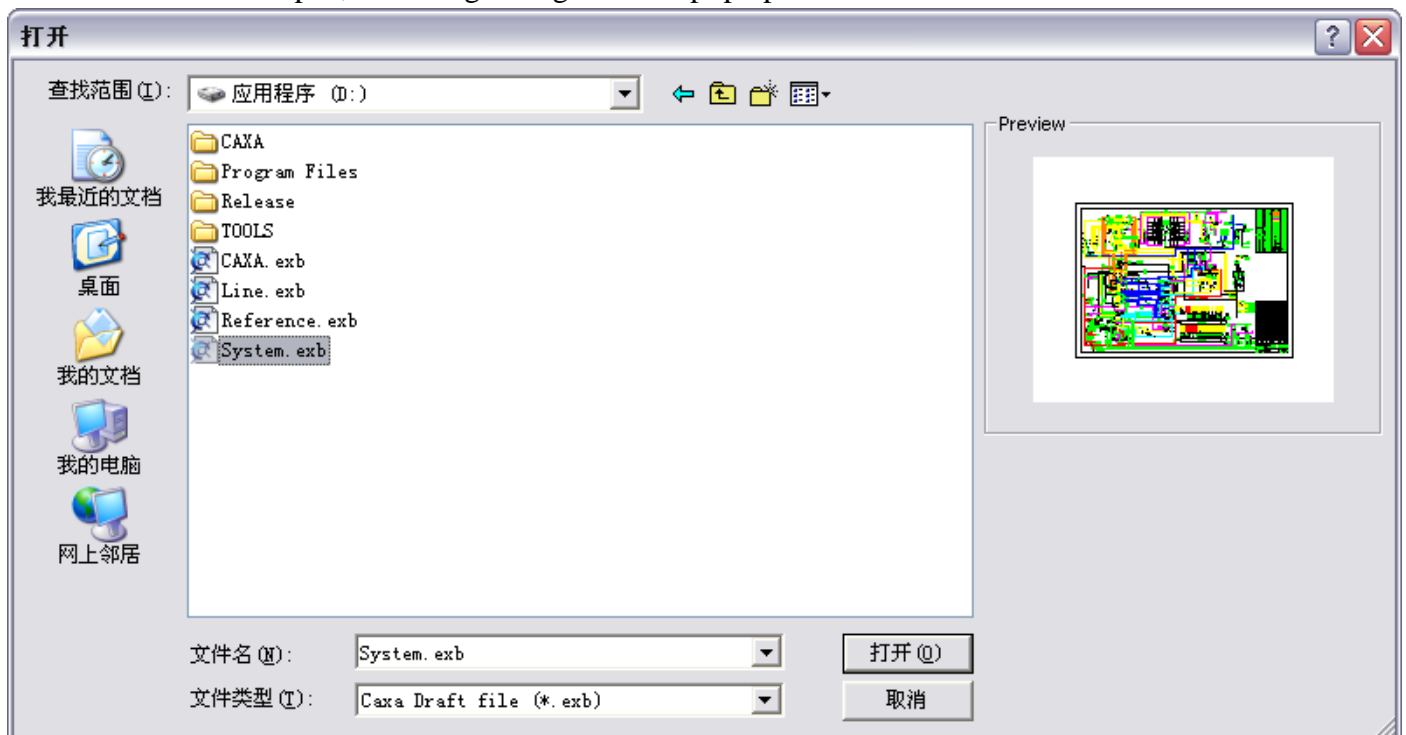 打开
查找范围(I):
应用程序 (D:)
CAXA
Program Files
Release
TOOLS
CAXA.exb
Line.exb
Reference.exb
System.exb
我最近的文档
桌面
我的文档
我的电脑
网上邻居
Preview
文件名(N):
System.exb
打开(O)
文件类型(T):
Caxa Draft file (*.exb)
取消